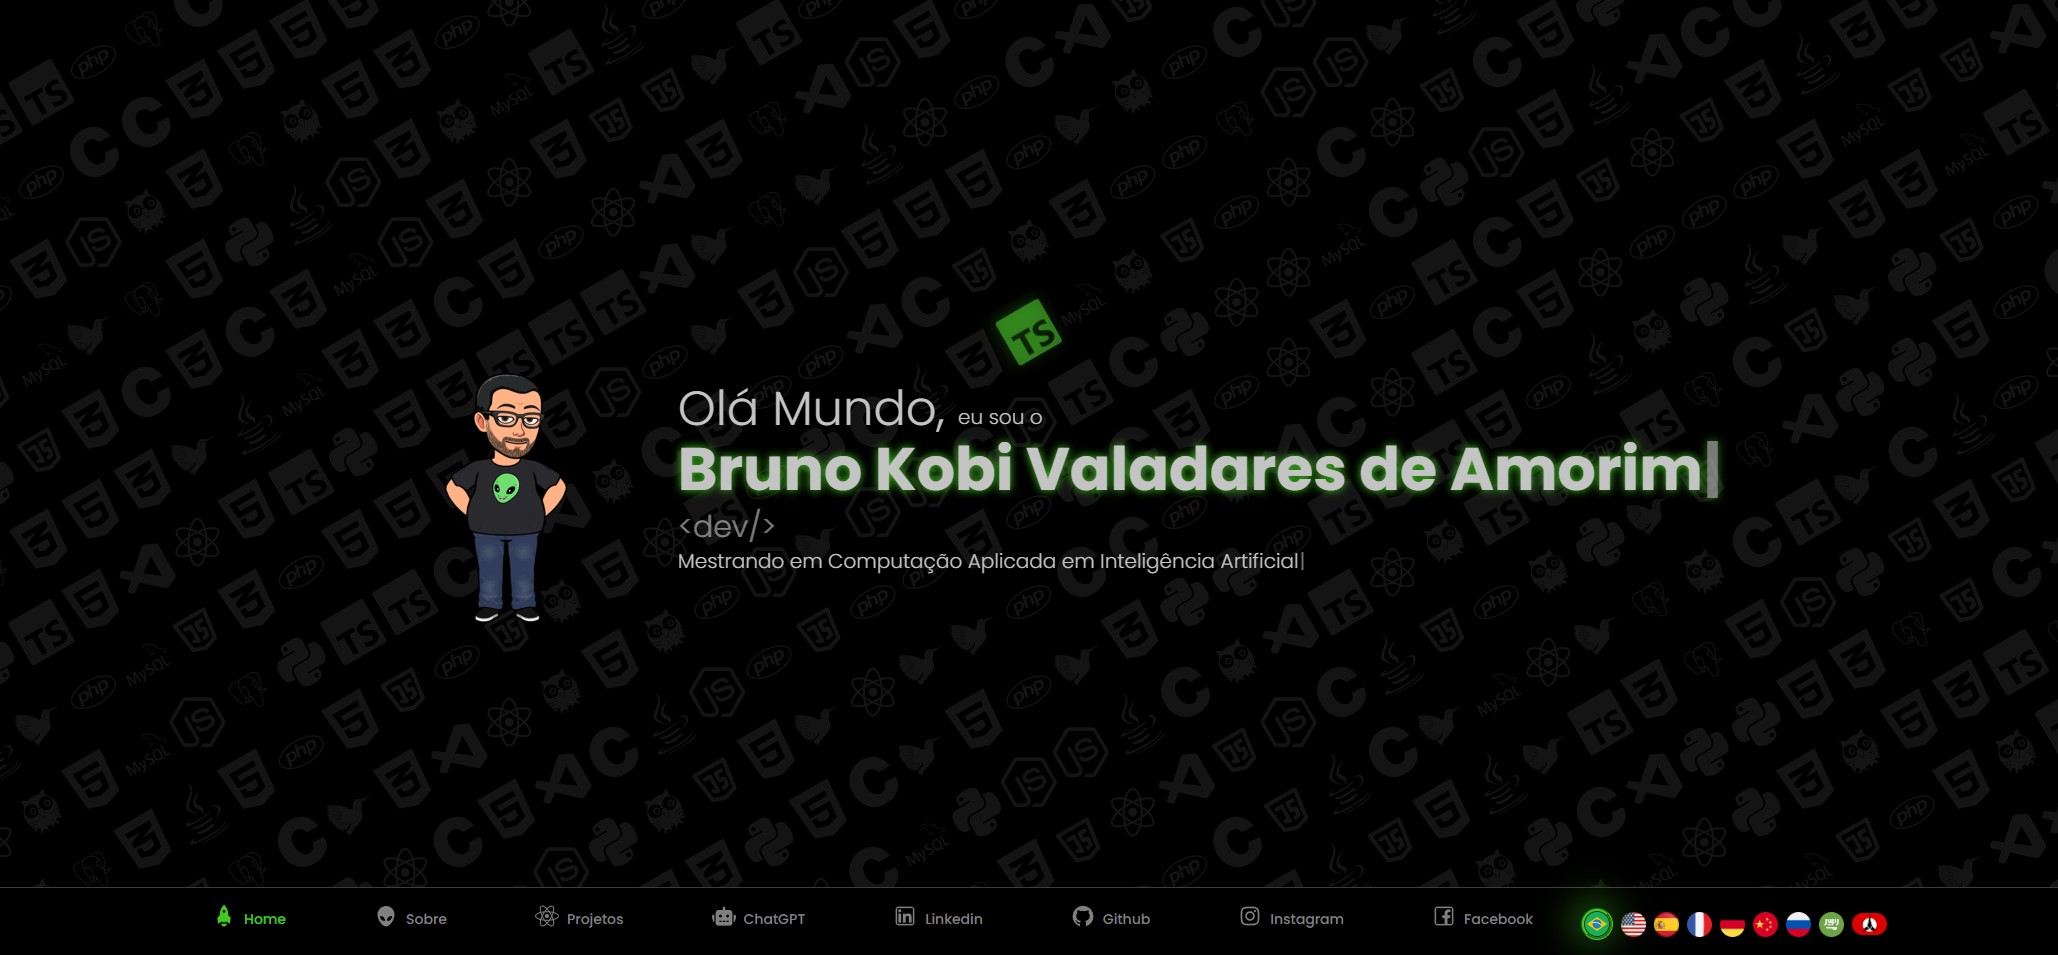 Olá Mundo, eu sou o
Bruno Kobi Valadares de Amorim
<dev/>
Mestrando em Computação Aplicada em Inteligência Artificial
TS
Home
Sobre
Projetos
ChatGPT
Linkedin
Github
Instagram
Facebook